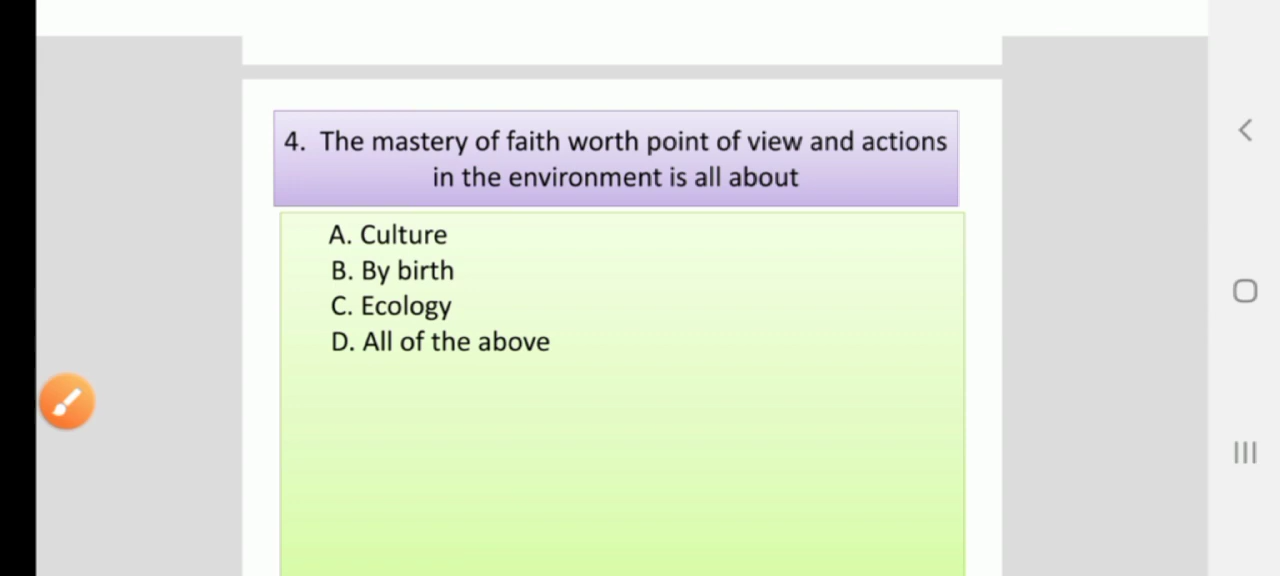 4. The mastery of faith worth point of view and actions
in the environment is all about
A. Culture
B. By birth
C. Ecology
D. All of the above